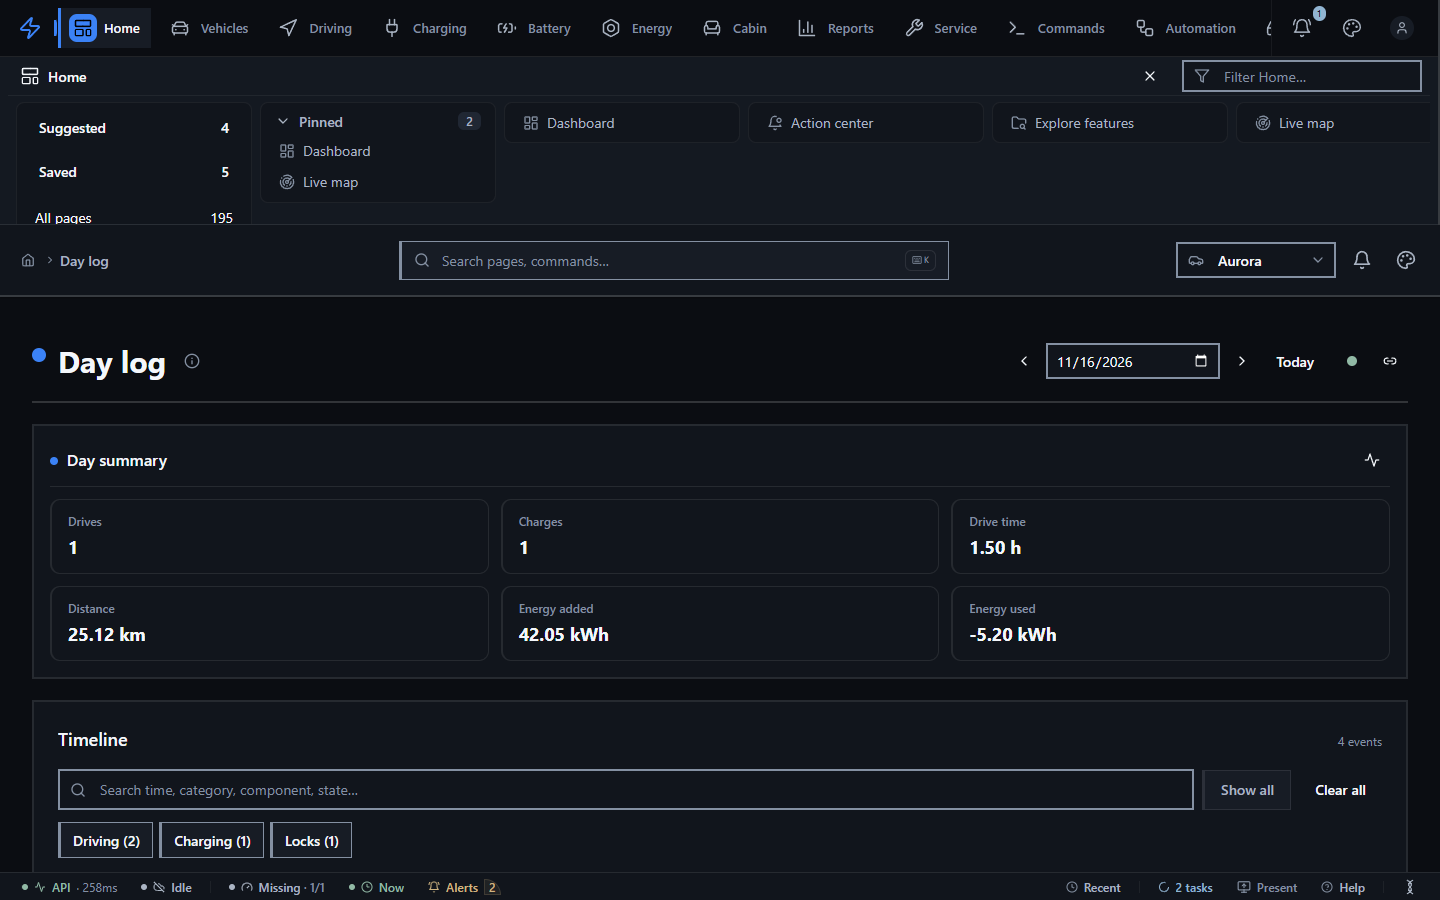 Home
Vehicles
Driving
Charging
Battery
Energy
Cabin
Reports
Service
Commands
Automation
1
Home
Filter Home...
Suggested 4
Saved 5
All pages 195
Pinned 2
Dashboard
Live map
Dashboard
Action center
Explore features
Live map
Day log
Search pages, commands...
K
Aurora
Day log
11/16/2026
Today
Day summary
Drives
1
Charges
1
Drive time
1.50 h
Distance
25.12 km
Energy added
42.05 kWh
Energy used
-5.20 kWh
Timeline
4 events
Search time, category, component, state...
Show all
Clear all
Driving (2)
Charging (1)
Locks (1)
API · 258ms
Idle
Missing · 1/1
Now
Alerts 2
Recent
2 tasks
Present
Help